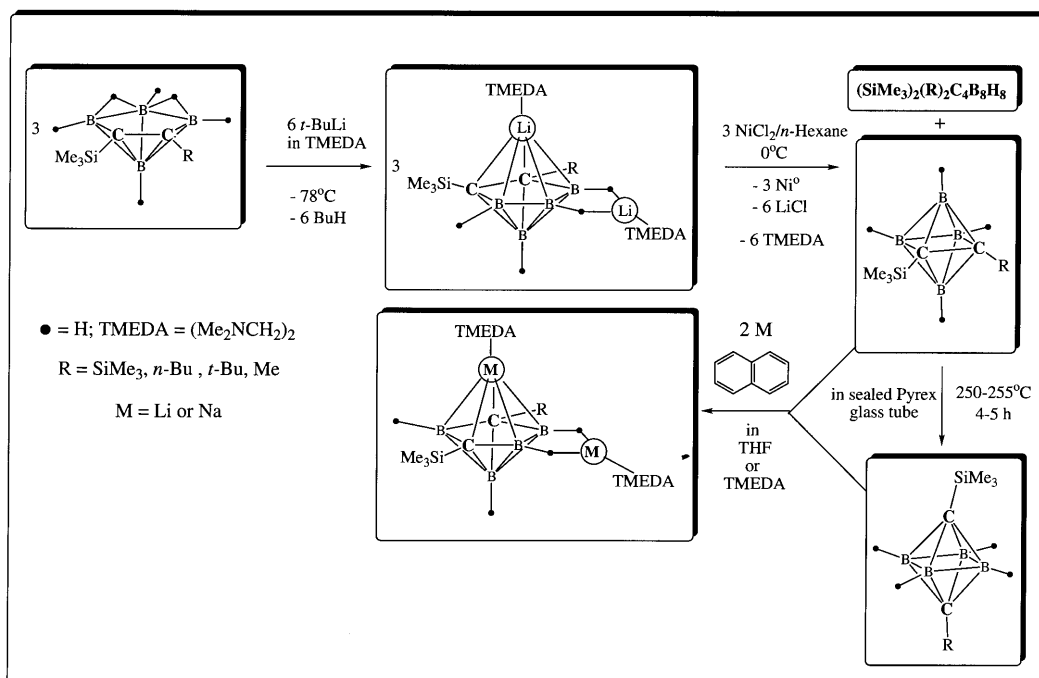 3
B
B
B
C
C
Me₃Si
R
B
6 t-BuLi
in TMEDA
- 78°C
- 6 BuH
3
TMEDA
Li
R
Me₃Si
C
C
B
B
B
Li
TMEDA
B
3 NiCl₂/n-Hexane
0°C
- 3 Ni°
- 6 LiCl
- 6 TMEDA
(SiMe₃)₂(R)₂C₄B₈H₈
+
B
B
B
C
C
Me₃Si
R
B
● = H; TMEDA = (Me₂NCH₂)₂
R = SiMe₃, n-Bu , t-Bu, Me
M = Li or Na
TMEDA
M
R
B
C
B
Me₃Si
C
B
M
B
TMEDA
2 M
in
THF
or
TMEDA
in sealed Pyrex
glass tube
250-255°C
4-5 h
SiMe₃
C
B
B
B
B
C
R